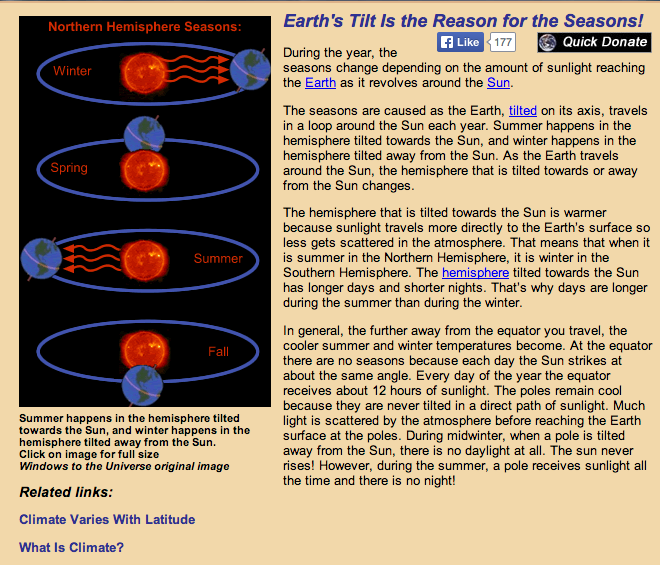 Northern Hemisphere Seasons:
Winter
Spring
Summer
Fall
Summer happens in the hemisphere tilted
towards the Sun, and winter happens in the
hemisphere tilted away from the Sun.
Click on image for full size
Windows to the Universe original image
Related links:
Climate Varies With Latitude
What Is Climate?
Earth's Tilt Is the Reason for the Seasons!
Like 177 Quick Donate
During the year, the
seasons change depending on the amount of sunlight reaching
the Earth as it revolves around the Sun.
The seasons are caused as the Earth, tilted on its axis, travels
in a loop around the Sun each year. Summer happens in the
hemisphere tilted towards the Sun, and winter happens in the
hemisphere tilted away from the Sun. As the Earth travels
around the Sun, the hemisphere that is tilted towards or away
from the Sun changes.
The hemisphere that is tilted towards the Sun is warmer
because sunlight travels more directly to the Earth's surface so
less gets scattered in the atmosphere. That means that when it
is summer in the Northern Hemisphere, it is winter in the
Southern Hemisphere. The hemisphere tilted towards the Sun
has longer days and shorter nights. That's why days are longer
during the summer than during the winter.
In general, the further away from the equator you travel, the
cooler summer and winter temperatures become. At the equator
there are no seasons because each day the Sun strikes at
about the same angle. Every day of the year the equator
receives about 12 hours of sunlight. The poles remain cool
because they are never tilted in a direct path of sunlight. Much
light is scattered by the atmosphere before reaching the Earth
surface at the poles. During midwinter, when a pole is tilted
away from the Sun, there is no daylight at all. The sun never
rises! However, during the summer, a pole receives sunlight all
the time and there is no night!